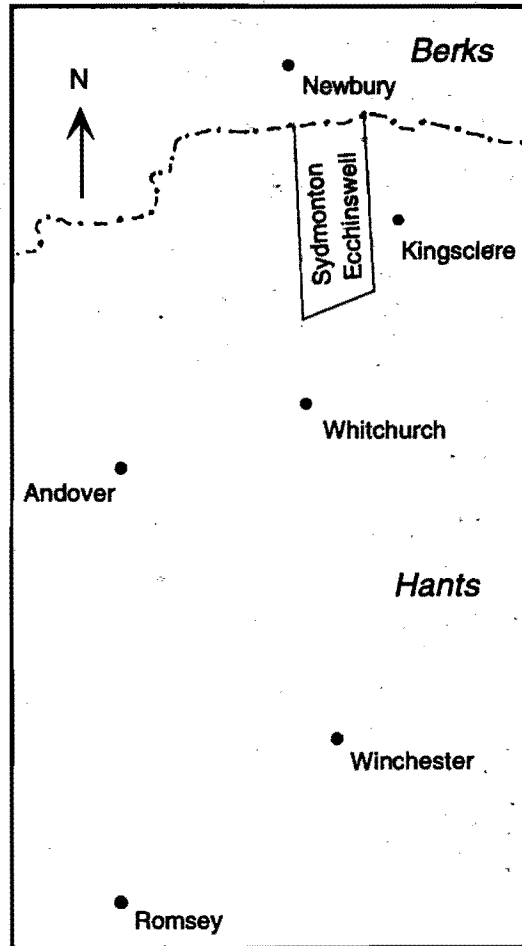 Berks
N
Newbury
Sydmonton
Ecchinswell
Kingsclere
Whitchurch
Andover
Hants
Winchester
Romsey